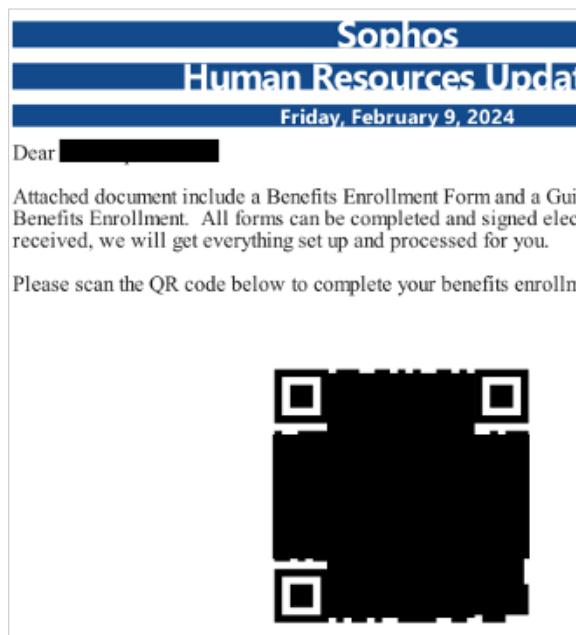 Sophos
Human Resources Updat
Friday, February 9, 2024
Dear
Attached document include a Benefits Enrollment Form and a Gui
Benefits Enrollment.  All forms can be completed and signed elec
received, we will get everything set up and processed for you.
Please scan the QR code below to complete your benefits enrollm